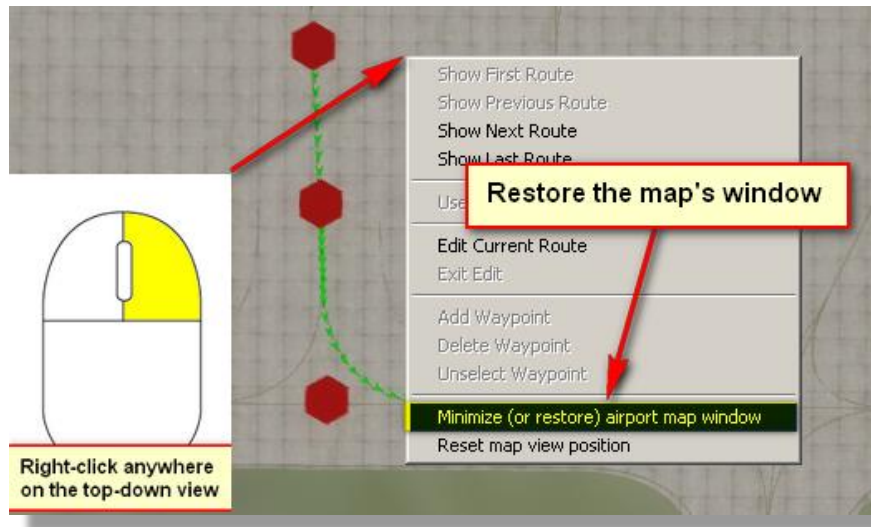 Show First Route
Show Previous Route
Show Next Route
Show Last Route
Restore the map's window
Use
Edit Current Route
Exit Edit
Add Waypoint
Delete Waypoint
Unselect Waypoint
Minimize (or restore) airport map window
Reset map view position
Right-click anywhere
on the top-down view